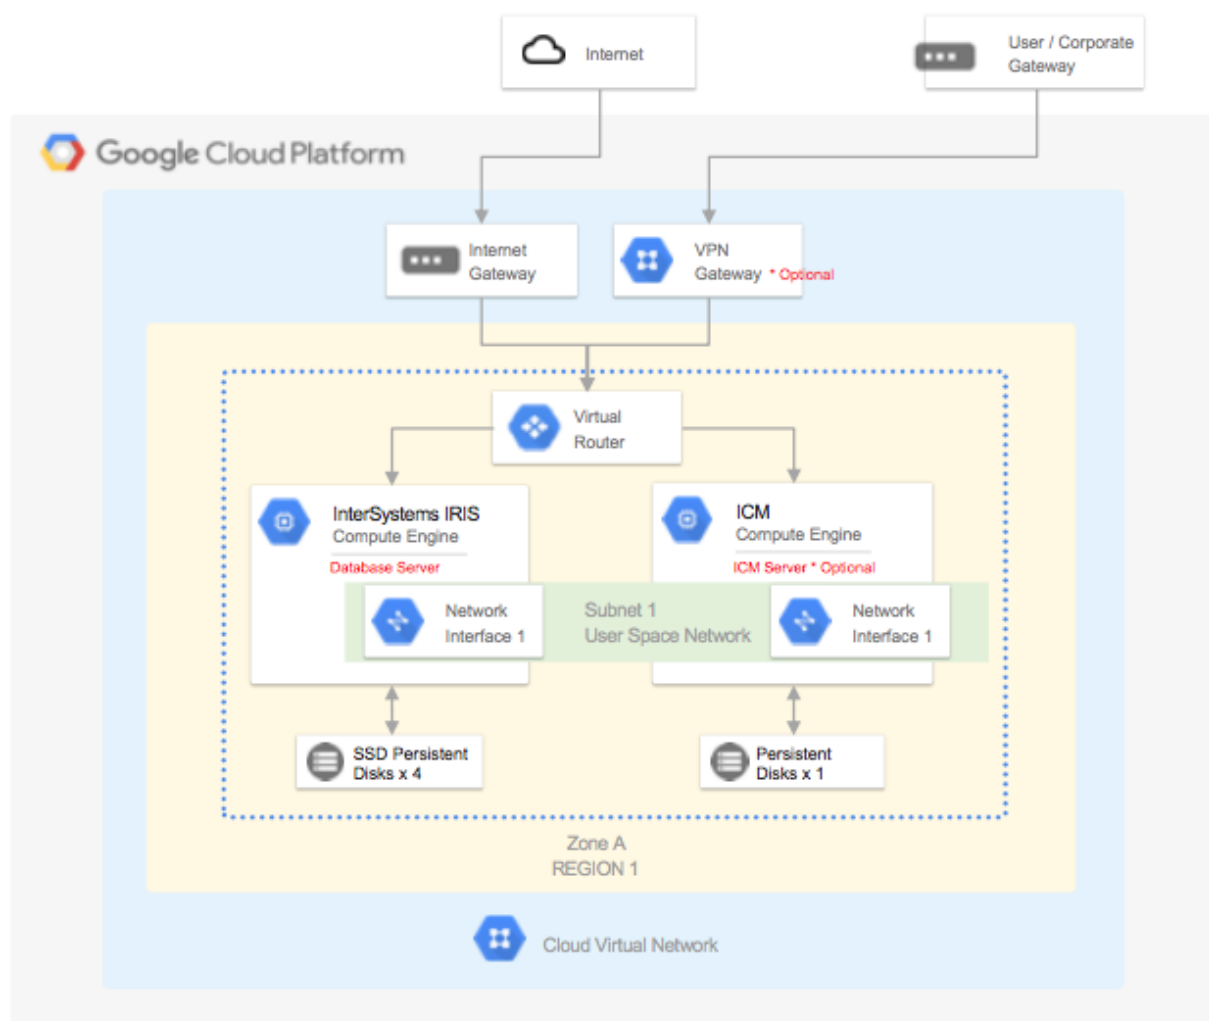 Internet
User / Corporate
Gateway
Google Cloud Platform
Internet
Gateway
VPN
Gateway * Optional
Virtual
Router
InterSystems IRIS
Compute Engine
Database Server
ICM
Compute Engine
ICM Server * Optional
Network
Interface 1
Subnet 1
User Space Network
Network
Interface 1
SSD Persistent
Disks x 4
Persistent
Disks x 1
Zone A
REGION 1
Cloud Virtual Network